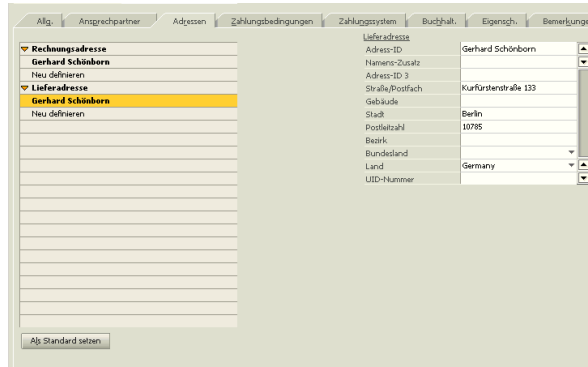 Allg. Ansprechpartner Adressen Zahlungsbedingungen Zahlungssystem Buchhalt. Eigensch. Bemerkunge
Rechnungsadresse
Gerhard Schönborn
Neu definieren
Lieferadresse
Gerhard Schönborn
Neu definieren
Als Standard setzen
Lieferadresse
Adress-ID Gerhard Schönborn
Namens-Zusatz
Adress-ID 3
Straße/Postfach Kurfürstenstraße 133
Gebäude
Stadt Berlin
Postleitzahl 10785
Bezirk
Bundesland
Land Germany
UID-Nummer